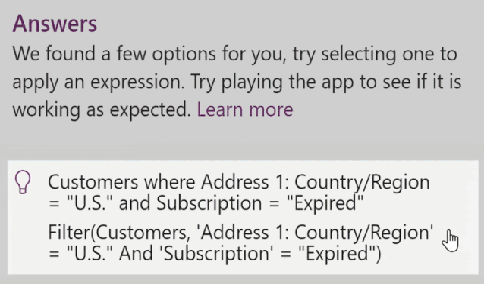 Answers
We found a few options for you, try selecting one to
apply an expression. Try playing the app to see if it is
working as expected. Learn more
Customers where Address 1: Country/Region
= "U.S." and Subscription = "Expired"
Filter(Customers, 'Address 1: Country/Region'
= "U.S." And 'Subscription' = "Expired")